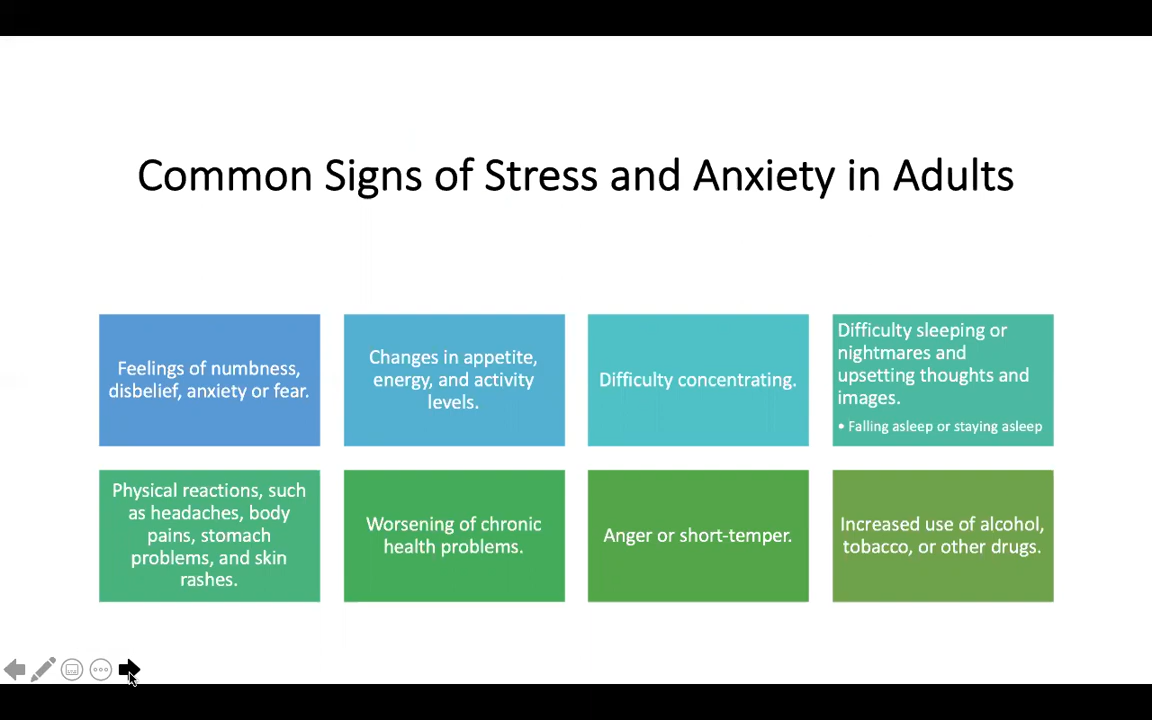 Common Signs of Stress and Anxiety in Adults
Feelings of numbness,
disbelief, anxiety or fear.
Changes in appetite,
energy, and activity
levels.
Difficulty concentrating.
Difficulty sleeping or
nightmares and
upsetting thoughts and
images.
• Falling asleep or staying asleep
Physical reactions, such
as headaches, body
pains, stomach
problems, and skin
rashes.
Worsening of chronic
health problems.
Anger or short-temper.
Increased use of alcohol,
tobacco, or other drugs.